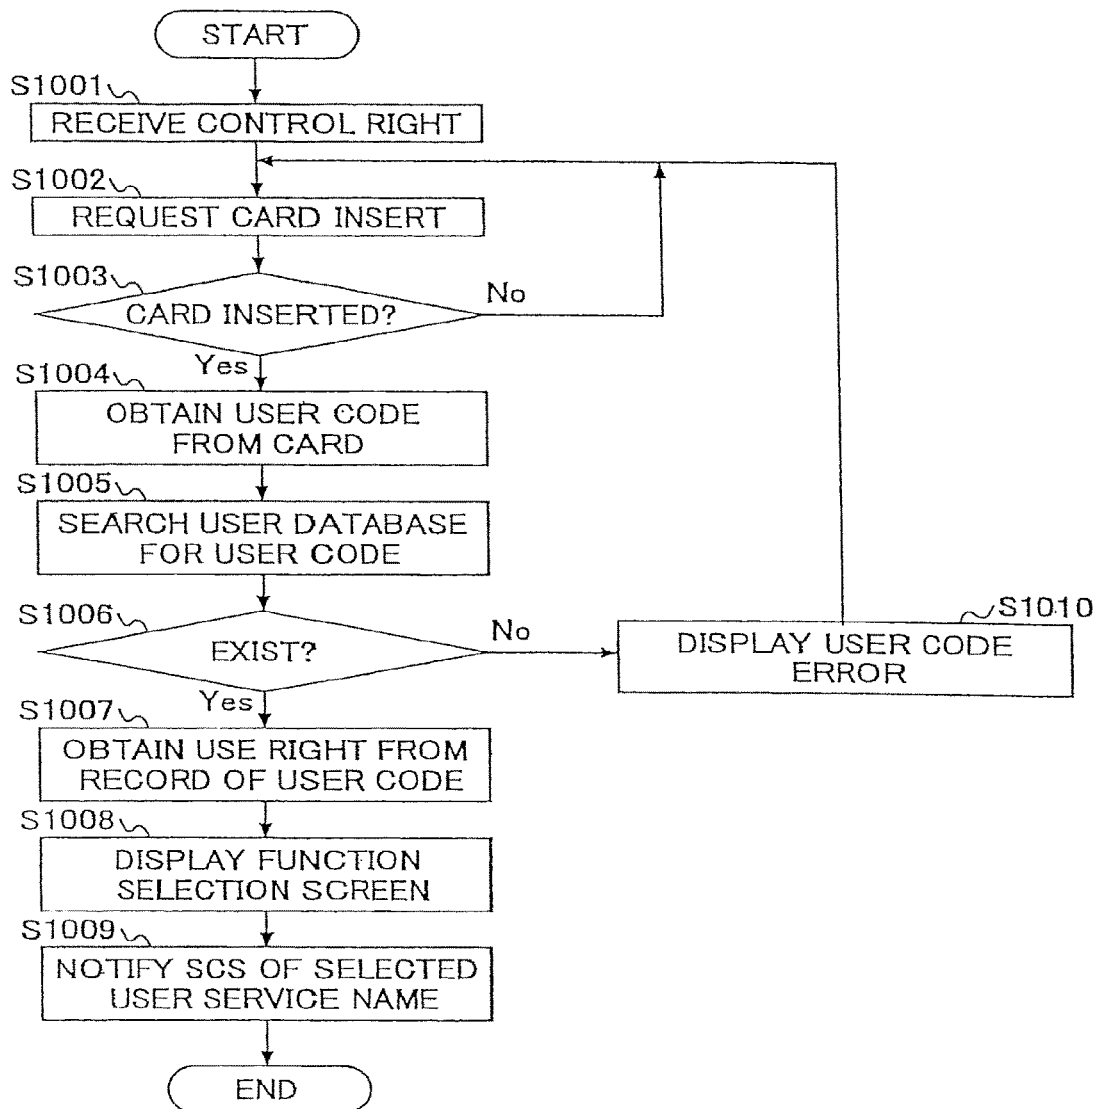 START
S1001
RECEIVE CONTROL RIGHT
S1002
REQUEST CARD INSERT
S1003
CARD INSERTED?
No
Yes
S1004
OBTAIN USER CODE
FROM CARD
S1005
SEARCH USER DATABASE
FOR USER CODE
S1006
EXIST?
No
S1010
DISPLAY USER CODE
ERROR
Yes
S1007
OBTAIN USE RIGHT FROM
RECORD OF USER CODE
S1008
DISPLAY FUNCTION
SELECTION SCREEN
S1009
NOTIFY SCS OF SELECTED
USER SERVICE NAME
END